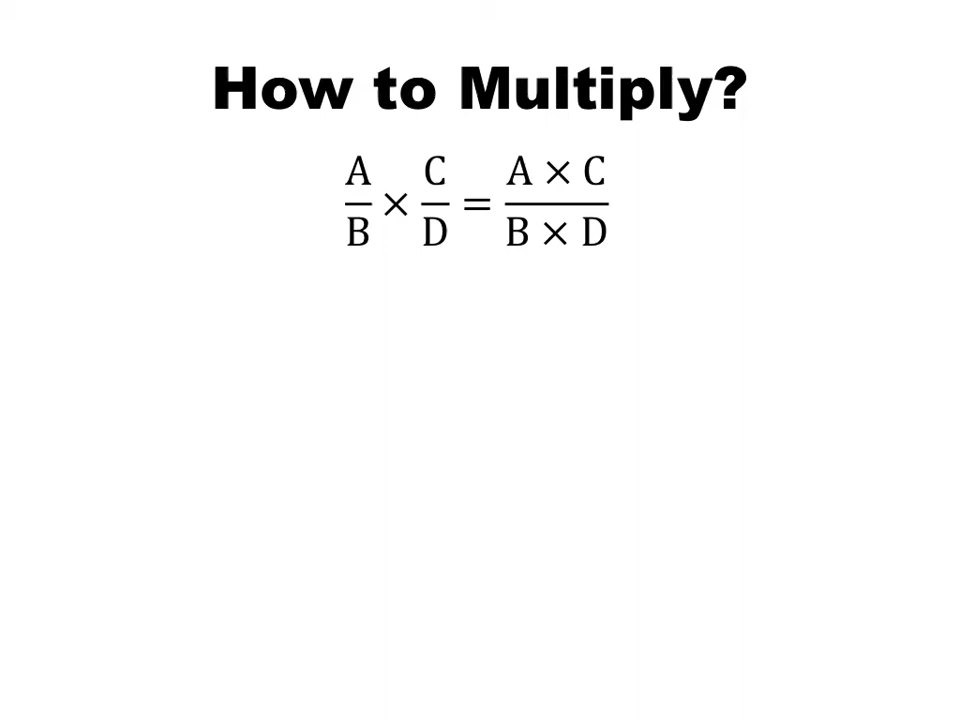 How to Multiply?
A/B × C/D = A × C/B × D